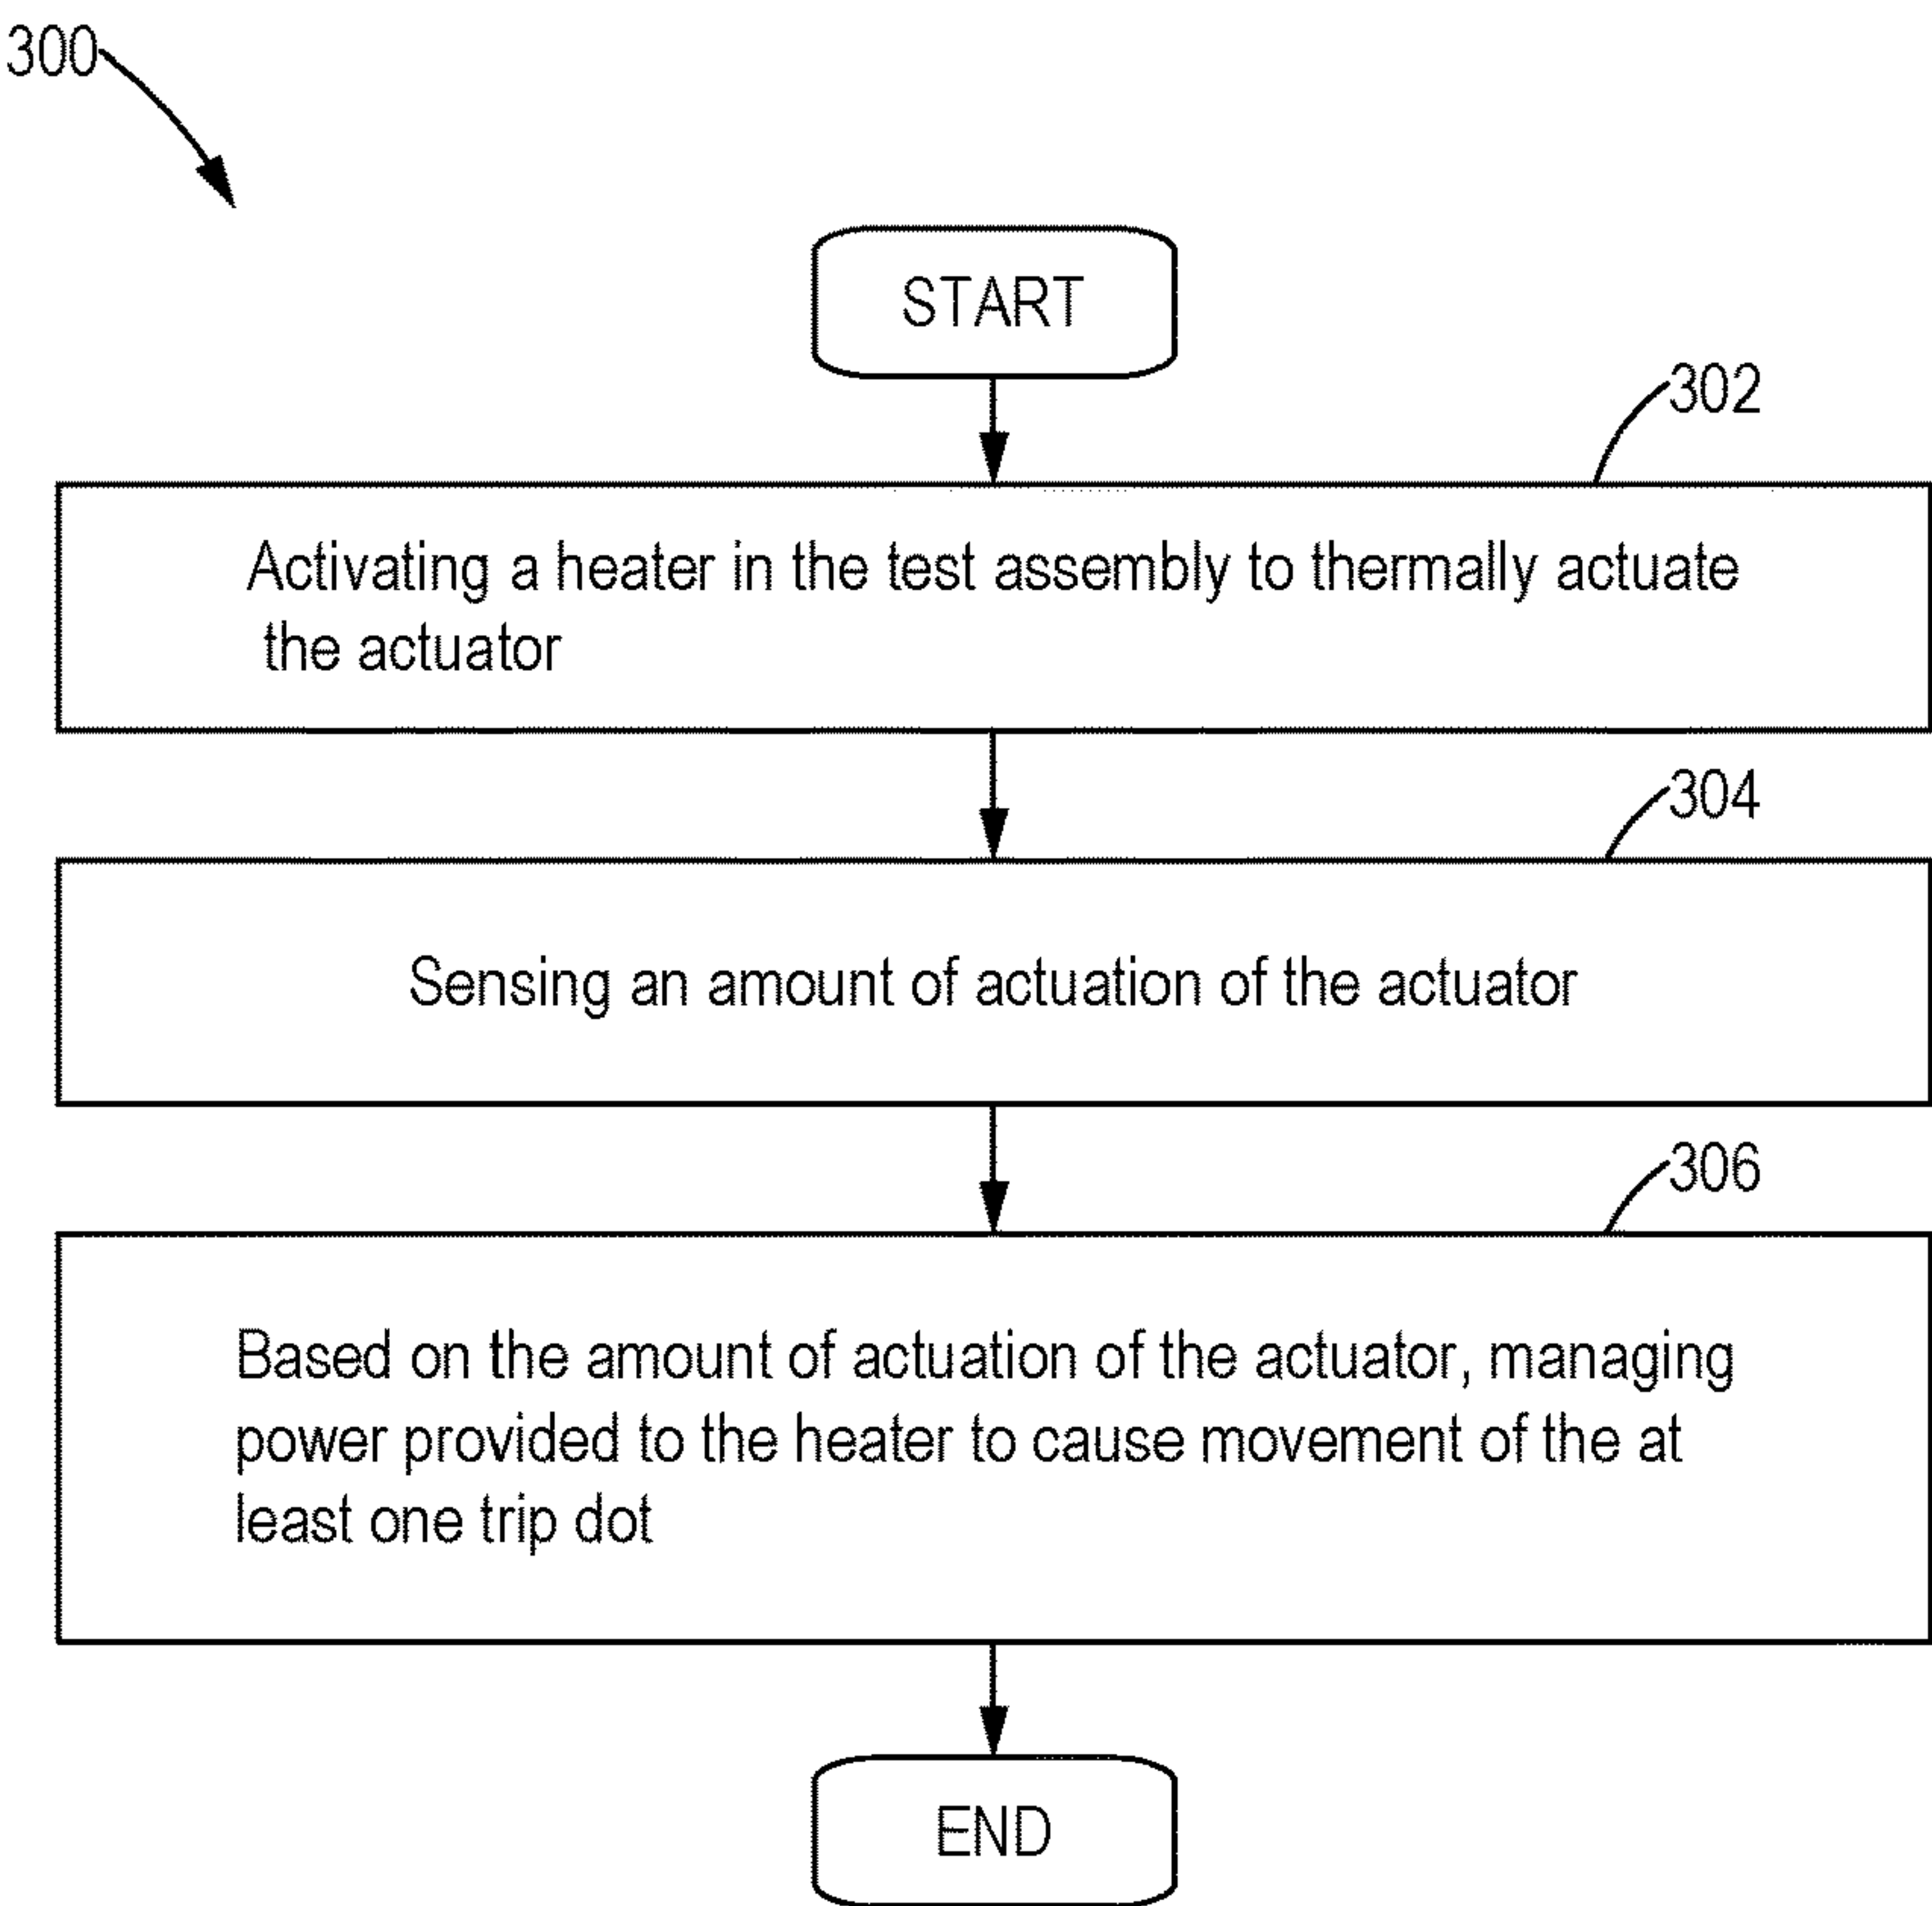 300
START
302
Activating a heater in the test assembly to thermally actuate
the actuator
304
Sensing an amount of actuation of the actuator
306
Based on the amount of actuation of the actuator, managing
power provided to the heater to cause movement of the at
least one trip dot
END